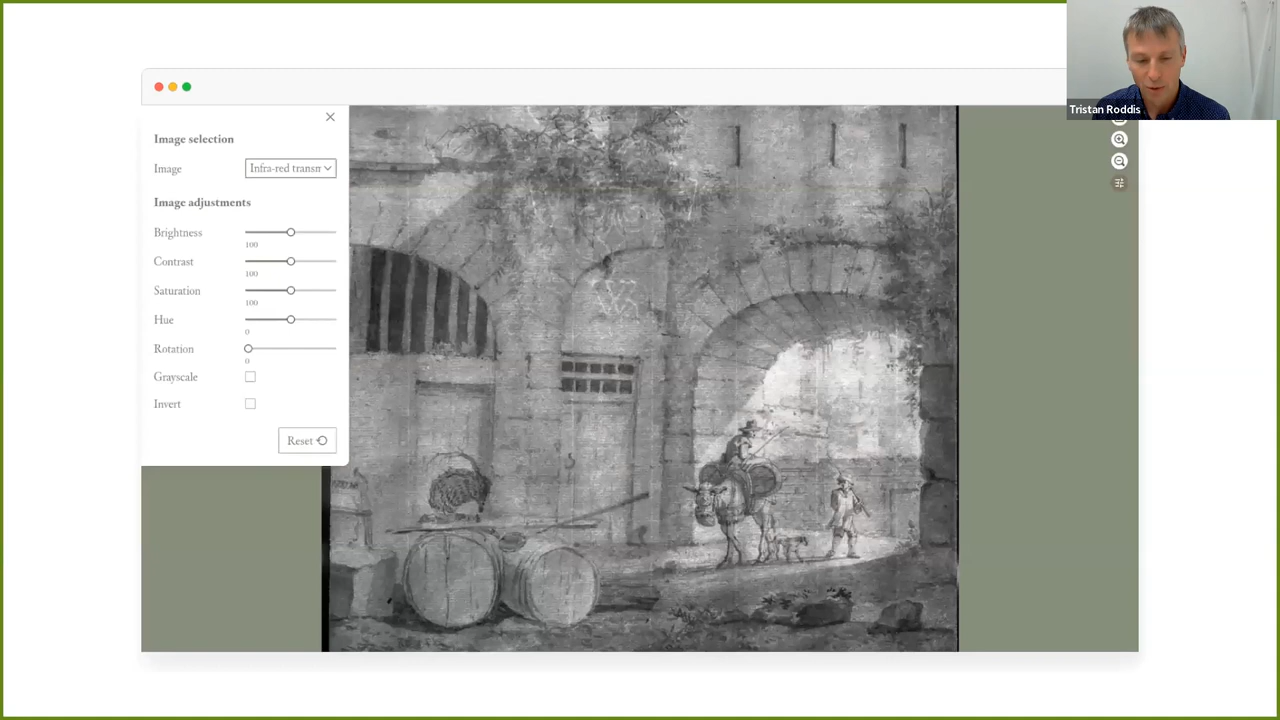 Tristan Roddis
Image selection
Image Infra-red transm
Image adjustments
Brightness
100
Contrast
100
Saturation
100
Hue
0
Rotation
0
Grayscale
Invert
Reset